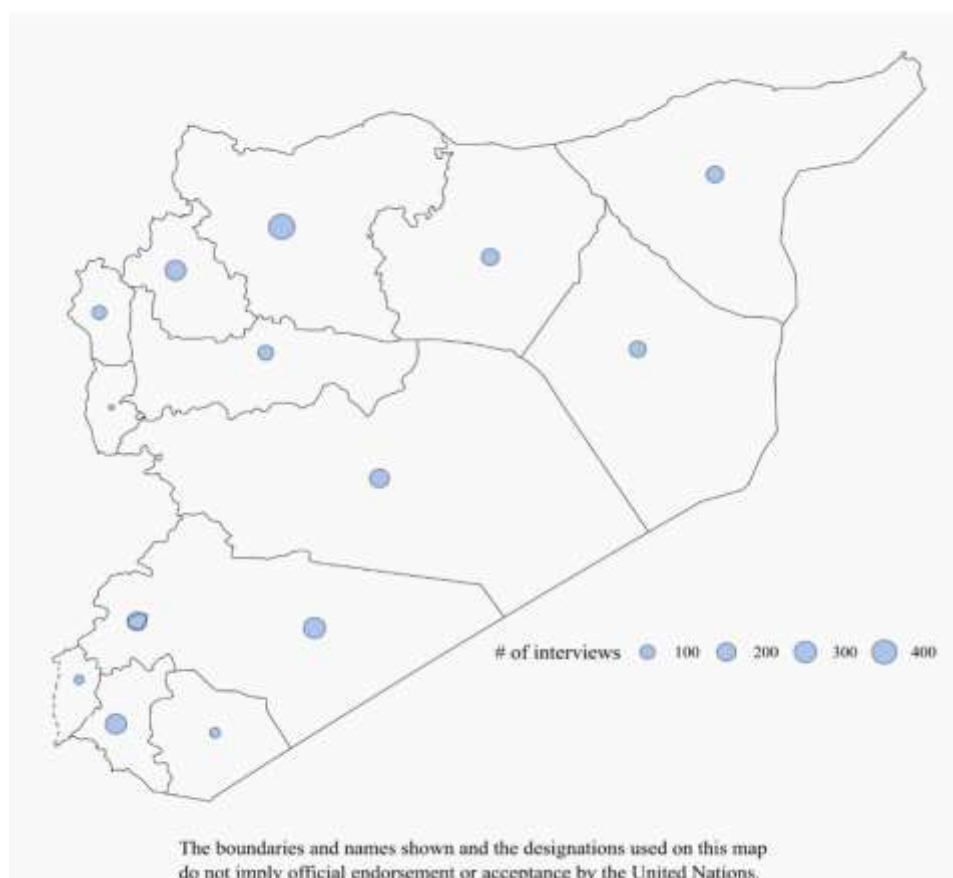 # of interviews 100 200 300 400
The boundaries and names shown and the designations used on this map
do not imply official endorsement or acceptance by the United Nations.